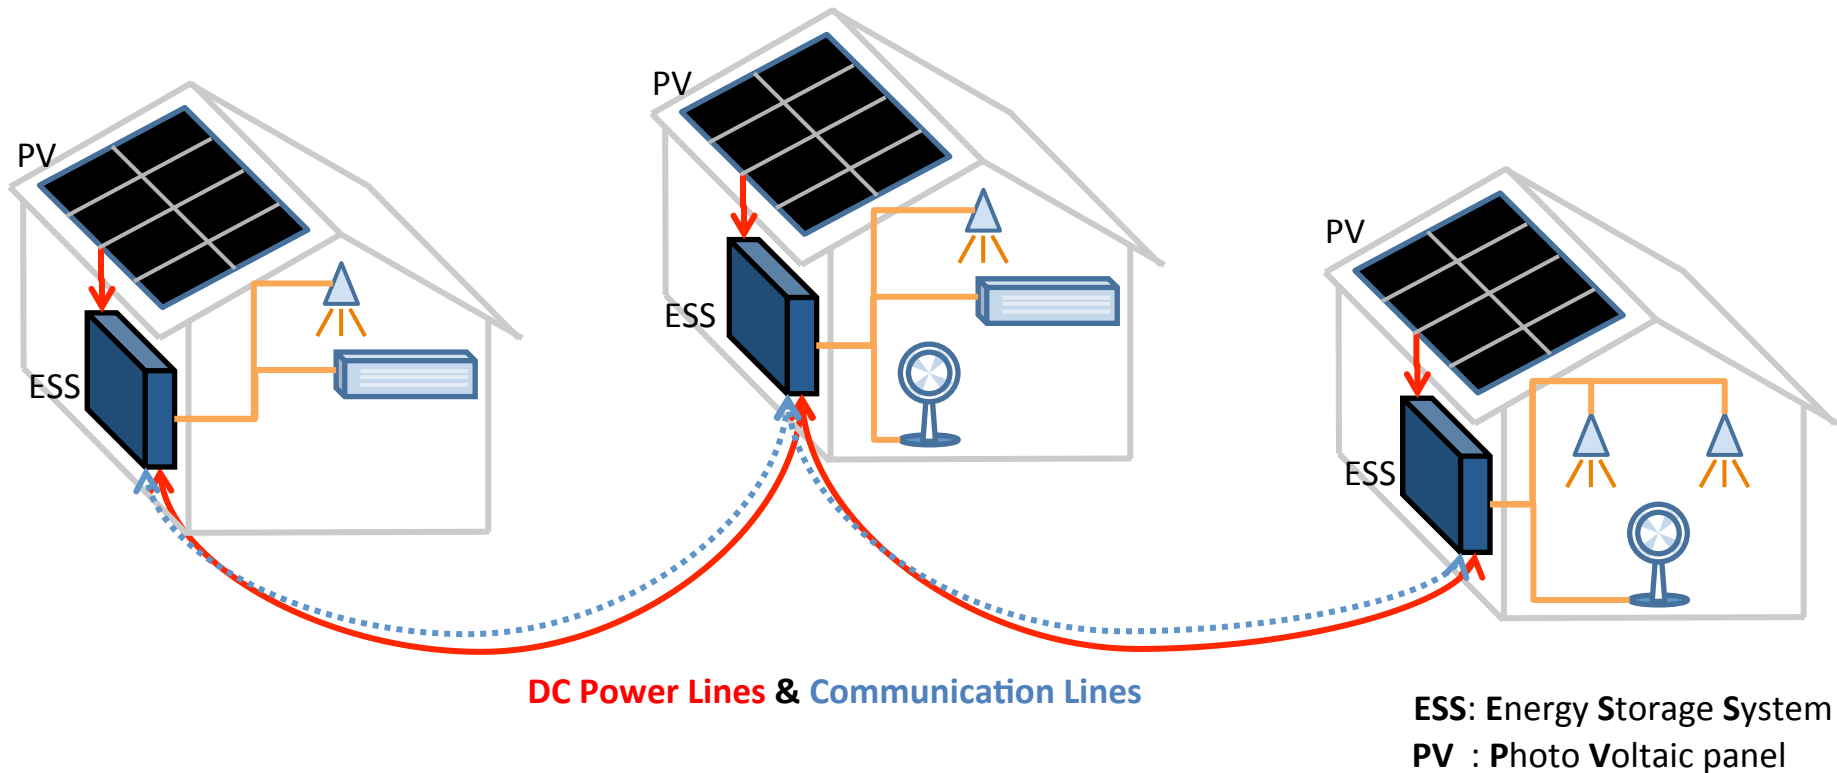 PV
ESS
PV
ESS
PV
ESS
DC Power Lines & Communication Lines
ESS: Energy Storage System
PV : Photo Voltaic panel